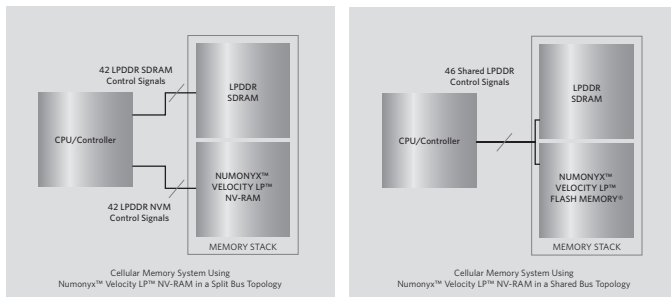 42 LPDDR SDRAM
Control Signals
LPDDR
SDRAM
CPU/Controller
NUMONYX™
VELOCITY LP™
NV-RAM
42 LPDDR NVM
Control Signals
MEMORY STACK
Cellular Memory System Using
Numonyx™ Velocity LP™ NV-RAM in a Split Bus Topology
46 Shared LPDDR
Control Signals
LPDDR
SDRAM
CPU/Controller
NUMONYX™
VELOCITY LP™
FLASH MEMORY®
MEMORY STACK
Cellular Memory System Using
Numonyx™ Velocity LP™ NV-RAM in a Shared Bus Topology